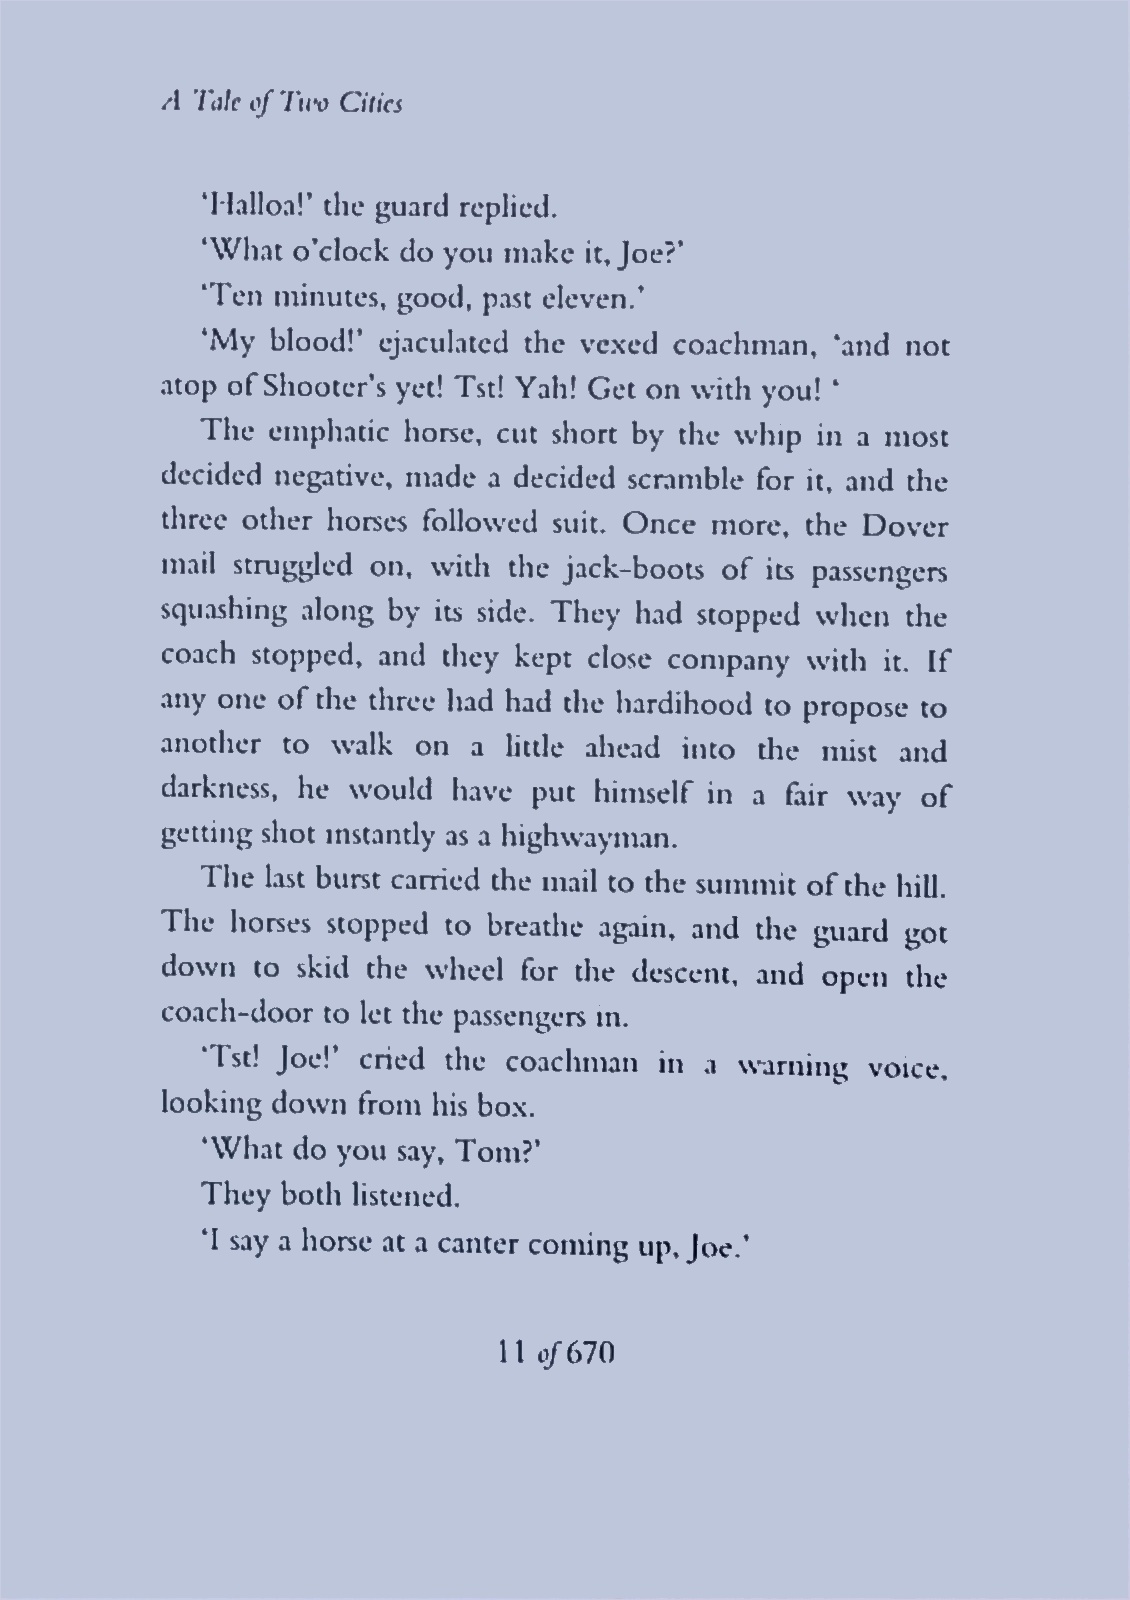 A Tale of Two Cities
‘Halloa!’ the guard replied.
‘What o’clock do you make it, Joe?’
‘Ten minutes, good, past eleven.’
‘My blood!’ ejaculated the vexed coachman, ‘and not
atop of Shooter's yet! Tst! Yah! Get on with you! ‘
The emphatic horse, cut short by the whip in a most
decided negative, made a decided scramble for it, and the
three other horses followed suit. Once more, the Dover
mail struggled on, with the jack-boots of its passengers
squashing along by its side. They had stopped when the
coach stopped, and they kept close company with it. If
any one of the three had had the hardihood to propose to
another to walk on a little ahead into the mist and
darkness, he would have put himself in a fair way of
getting shot instantly as a highwayman.
The last burst carried the mail to the summit of the hill.
The horses stopped to breathe again, and the guard got
down to skid the wheel for the descent, and open the
coach-door to let the passengers in.
‘Tst! Joe!’ cried the coachman in a warning voice,
looking down from his box.
‘What do you say, Tom?’
They both listened.
‘I say a horse at a canter coming up, Joe.’
11 of 670